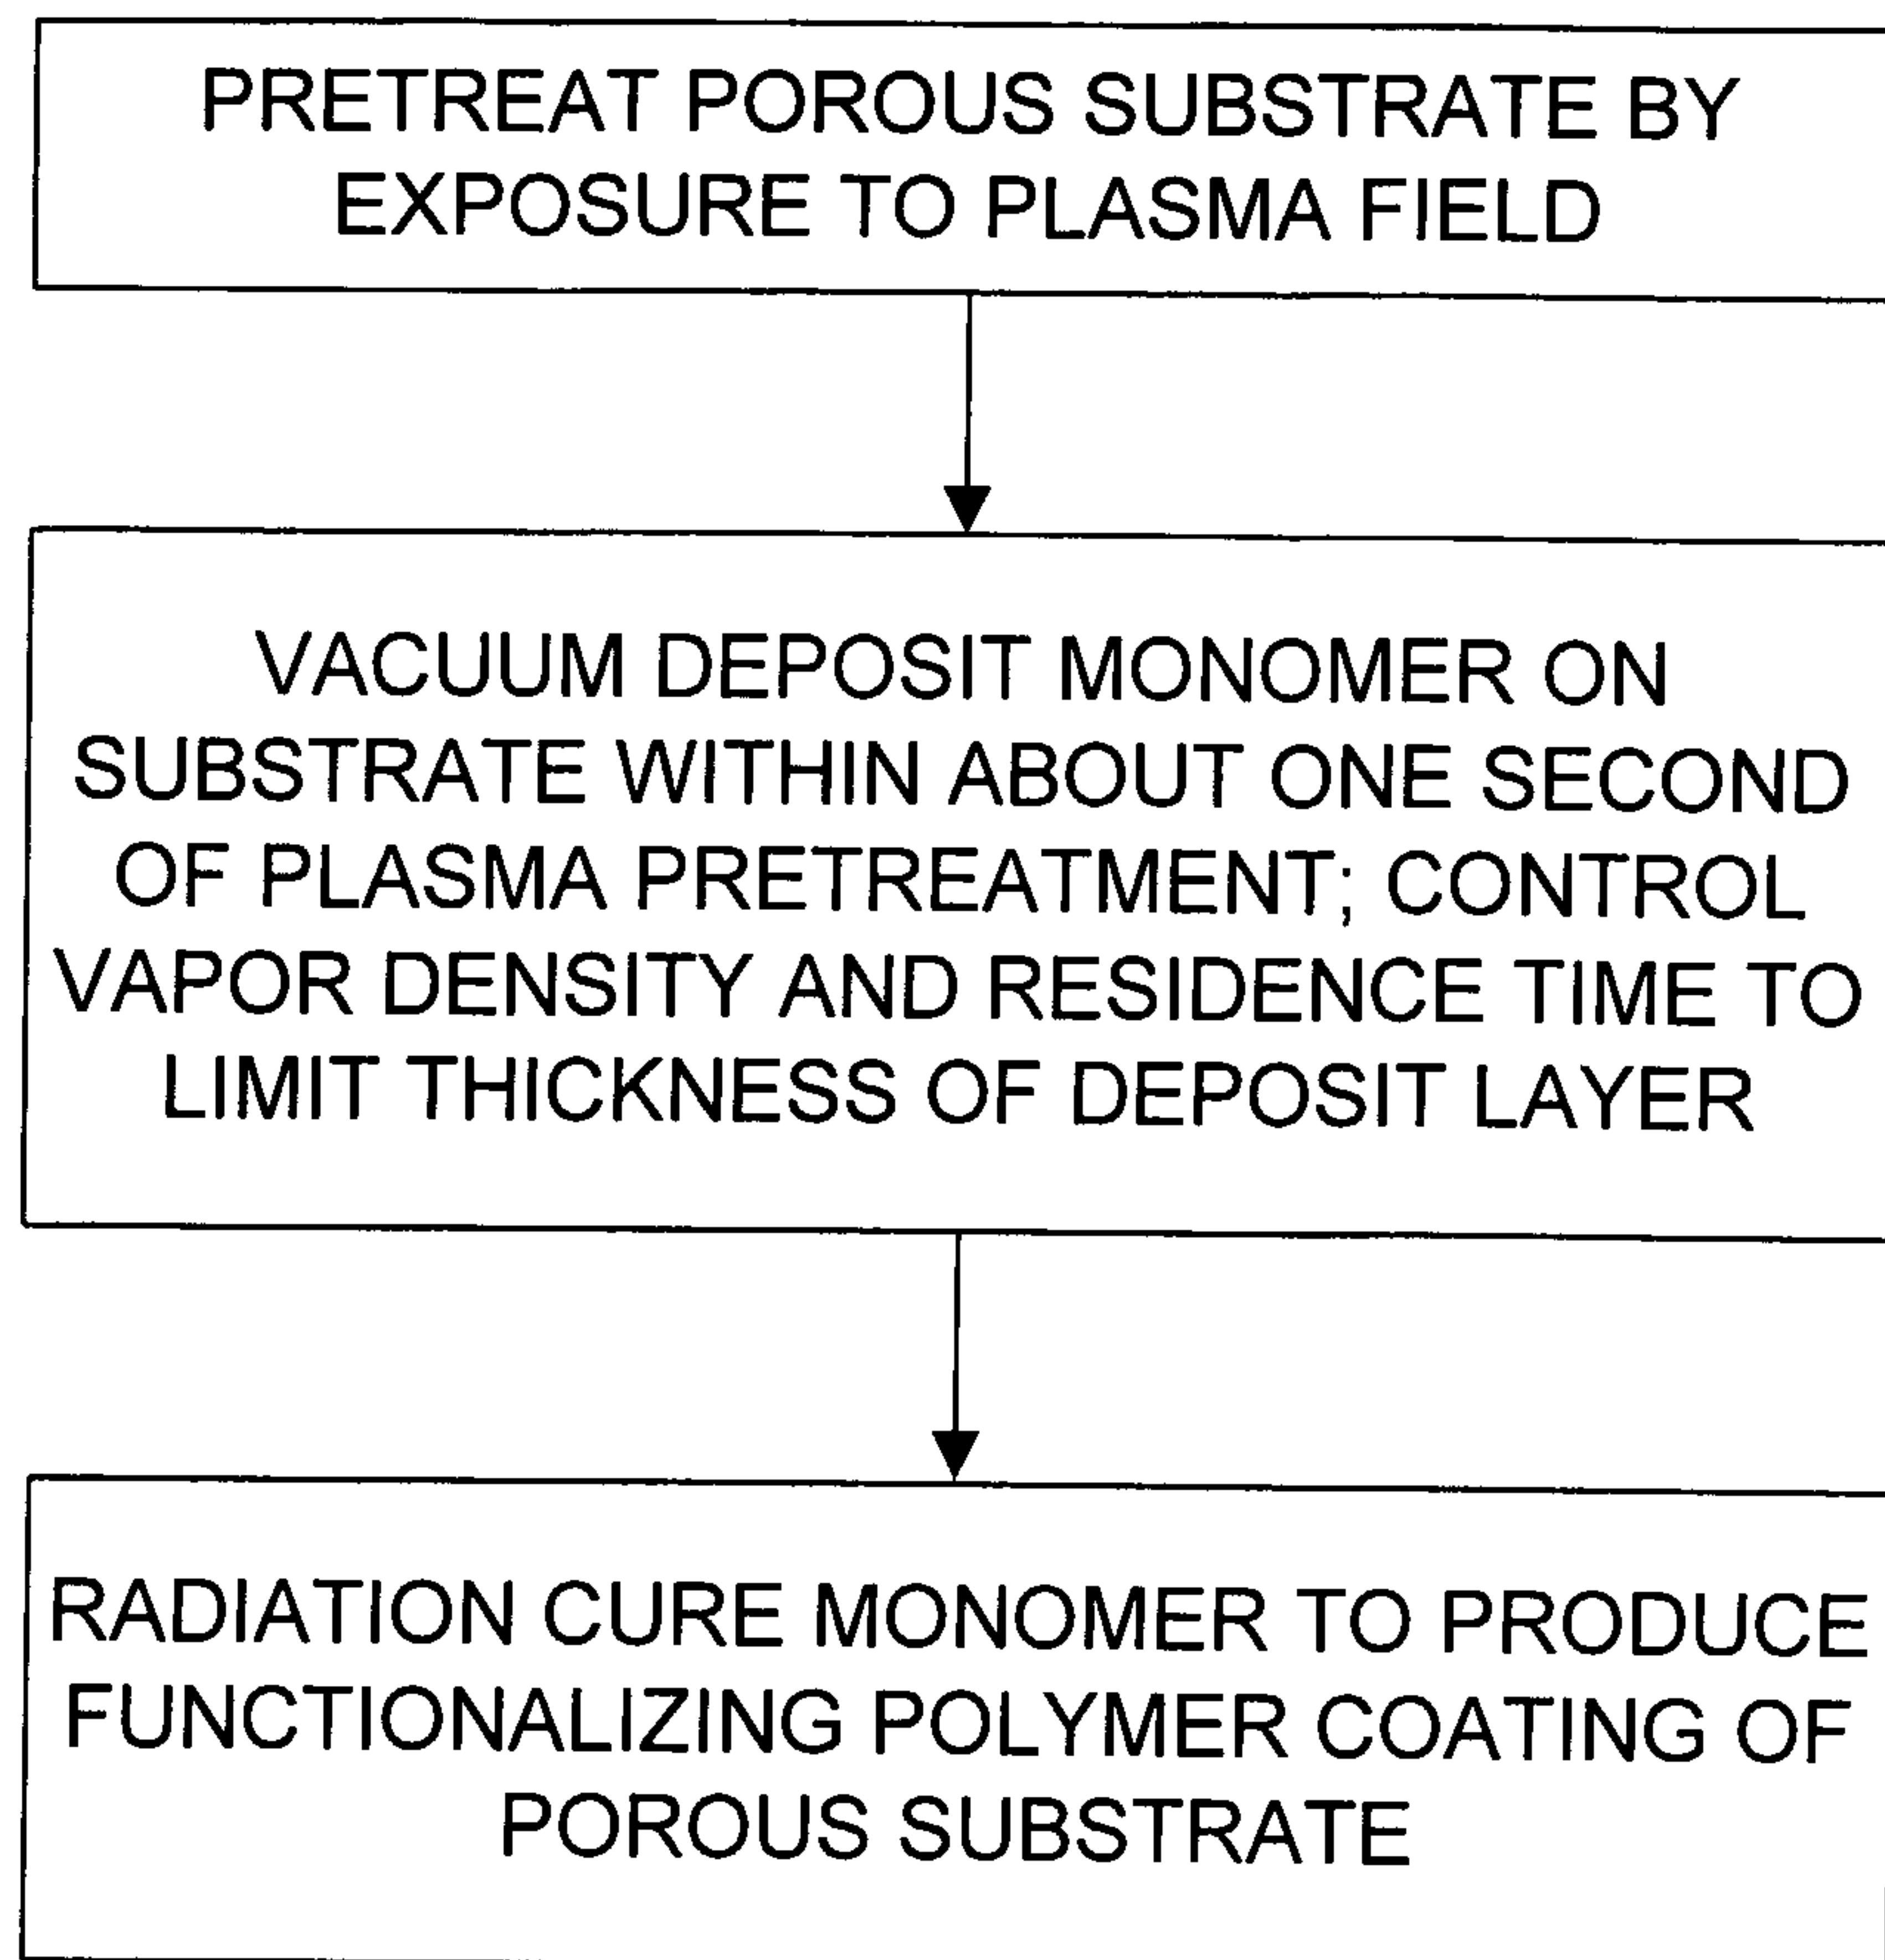 PRETREAT POROUS SUBSTRATE BY
EXPOSURE TO PLASMA FIELD
VACUUM DEPOSIT MONOMER ON
SUBSTRATE WITHIN ABOUT ONE SECOND
OF PLASMA PRETREATMENT; CONTROL
VAPOR DENSITY AND RESIDENCE TIME TO
LIMIT THICKNESS OF DEPOSIT LAYER
RADIATION CURE MONOMER TO PRODUCE
FUNCTIONALIZING POLYMER COATING OF
POROUS SUBSTRATE